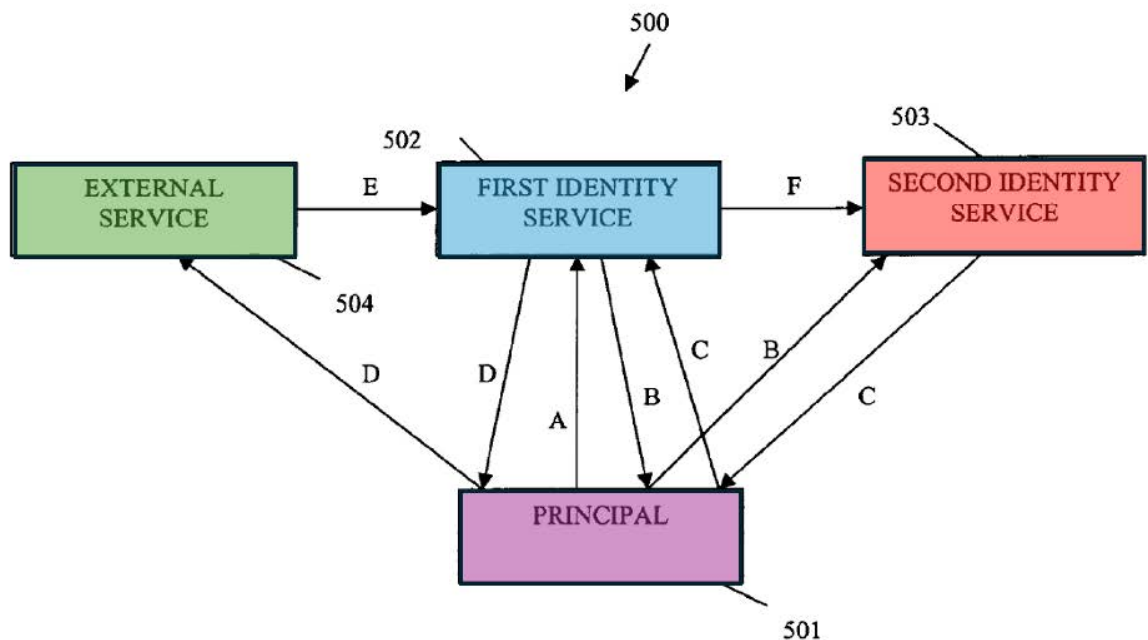 500
502
503
EXTERNAL
SERVICE
E
FIRST IDENTITY
SERVICE
F
SECOND IDENTITY
SERVICE
504
D
D
A
B
C
B
C
PRINCIPAL
501